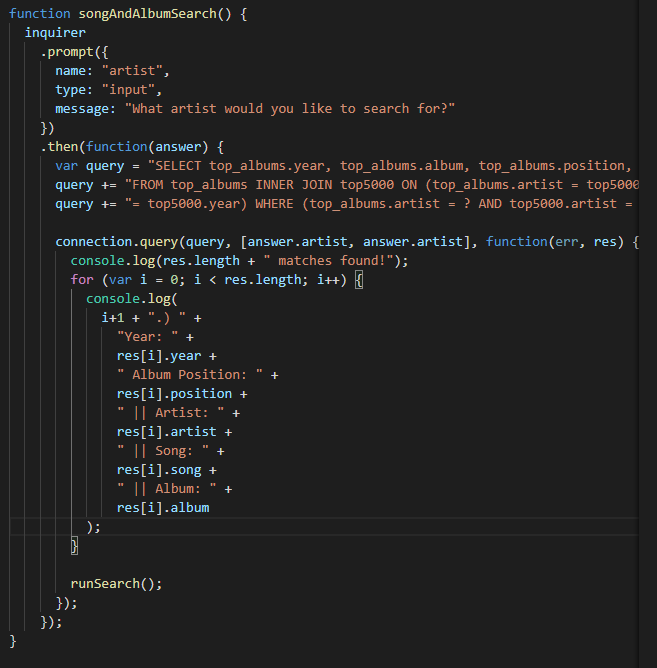 function songAndAlbumSearch() {
  inquirer
    .prompt({
      name: "artist",
      type: "input",
      message: "What artist would you like to search for?"
    })
    .then(function(answer) {
      var query = "SELECT top_albums.year, top_albums.album, top_albums.position,
      query += "FROM top_albums INNER JOIN top5000 ON (top_albums.artist = top5000
      query += "= top5000.year) WHERE (top_albums.artist = ? AND top5000.artist =

      connection.query(query, [answer.artist, answer.artist], function(err, res) {
        console.log(res.length + " matches found!");
        for (var i = 0; i < res.length; i++) {
          console.log(
            i+1 + ".) " +
              "Year: " +
              res[i].year +
              " Album Position: " +
              res[i].position +
              " || Artist: " +
              res[i].artist +
              " || Song: " +
              res[i].song +
              " || Album: " +
              res[i].album
          );
        }

        runSearch();
      });
    });
}